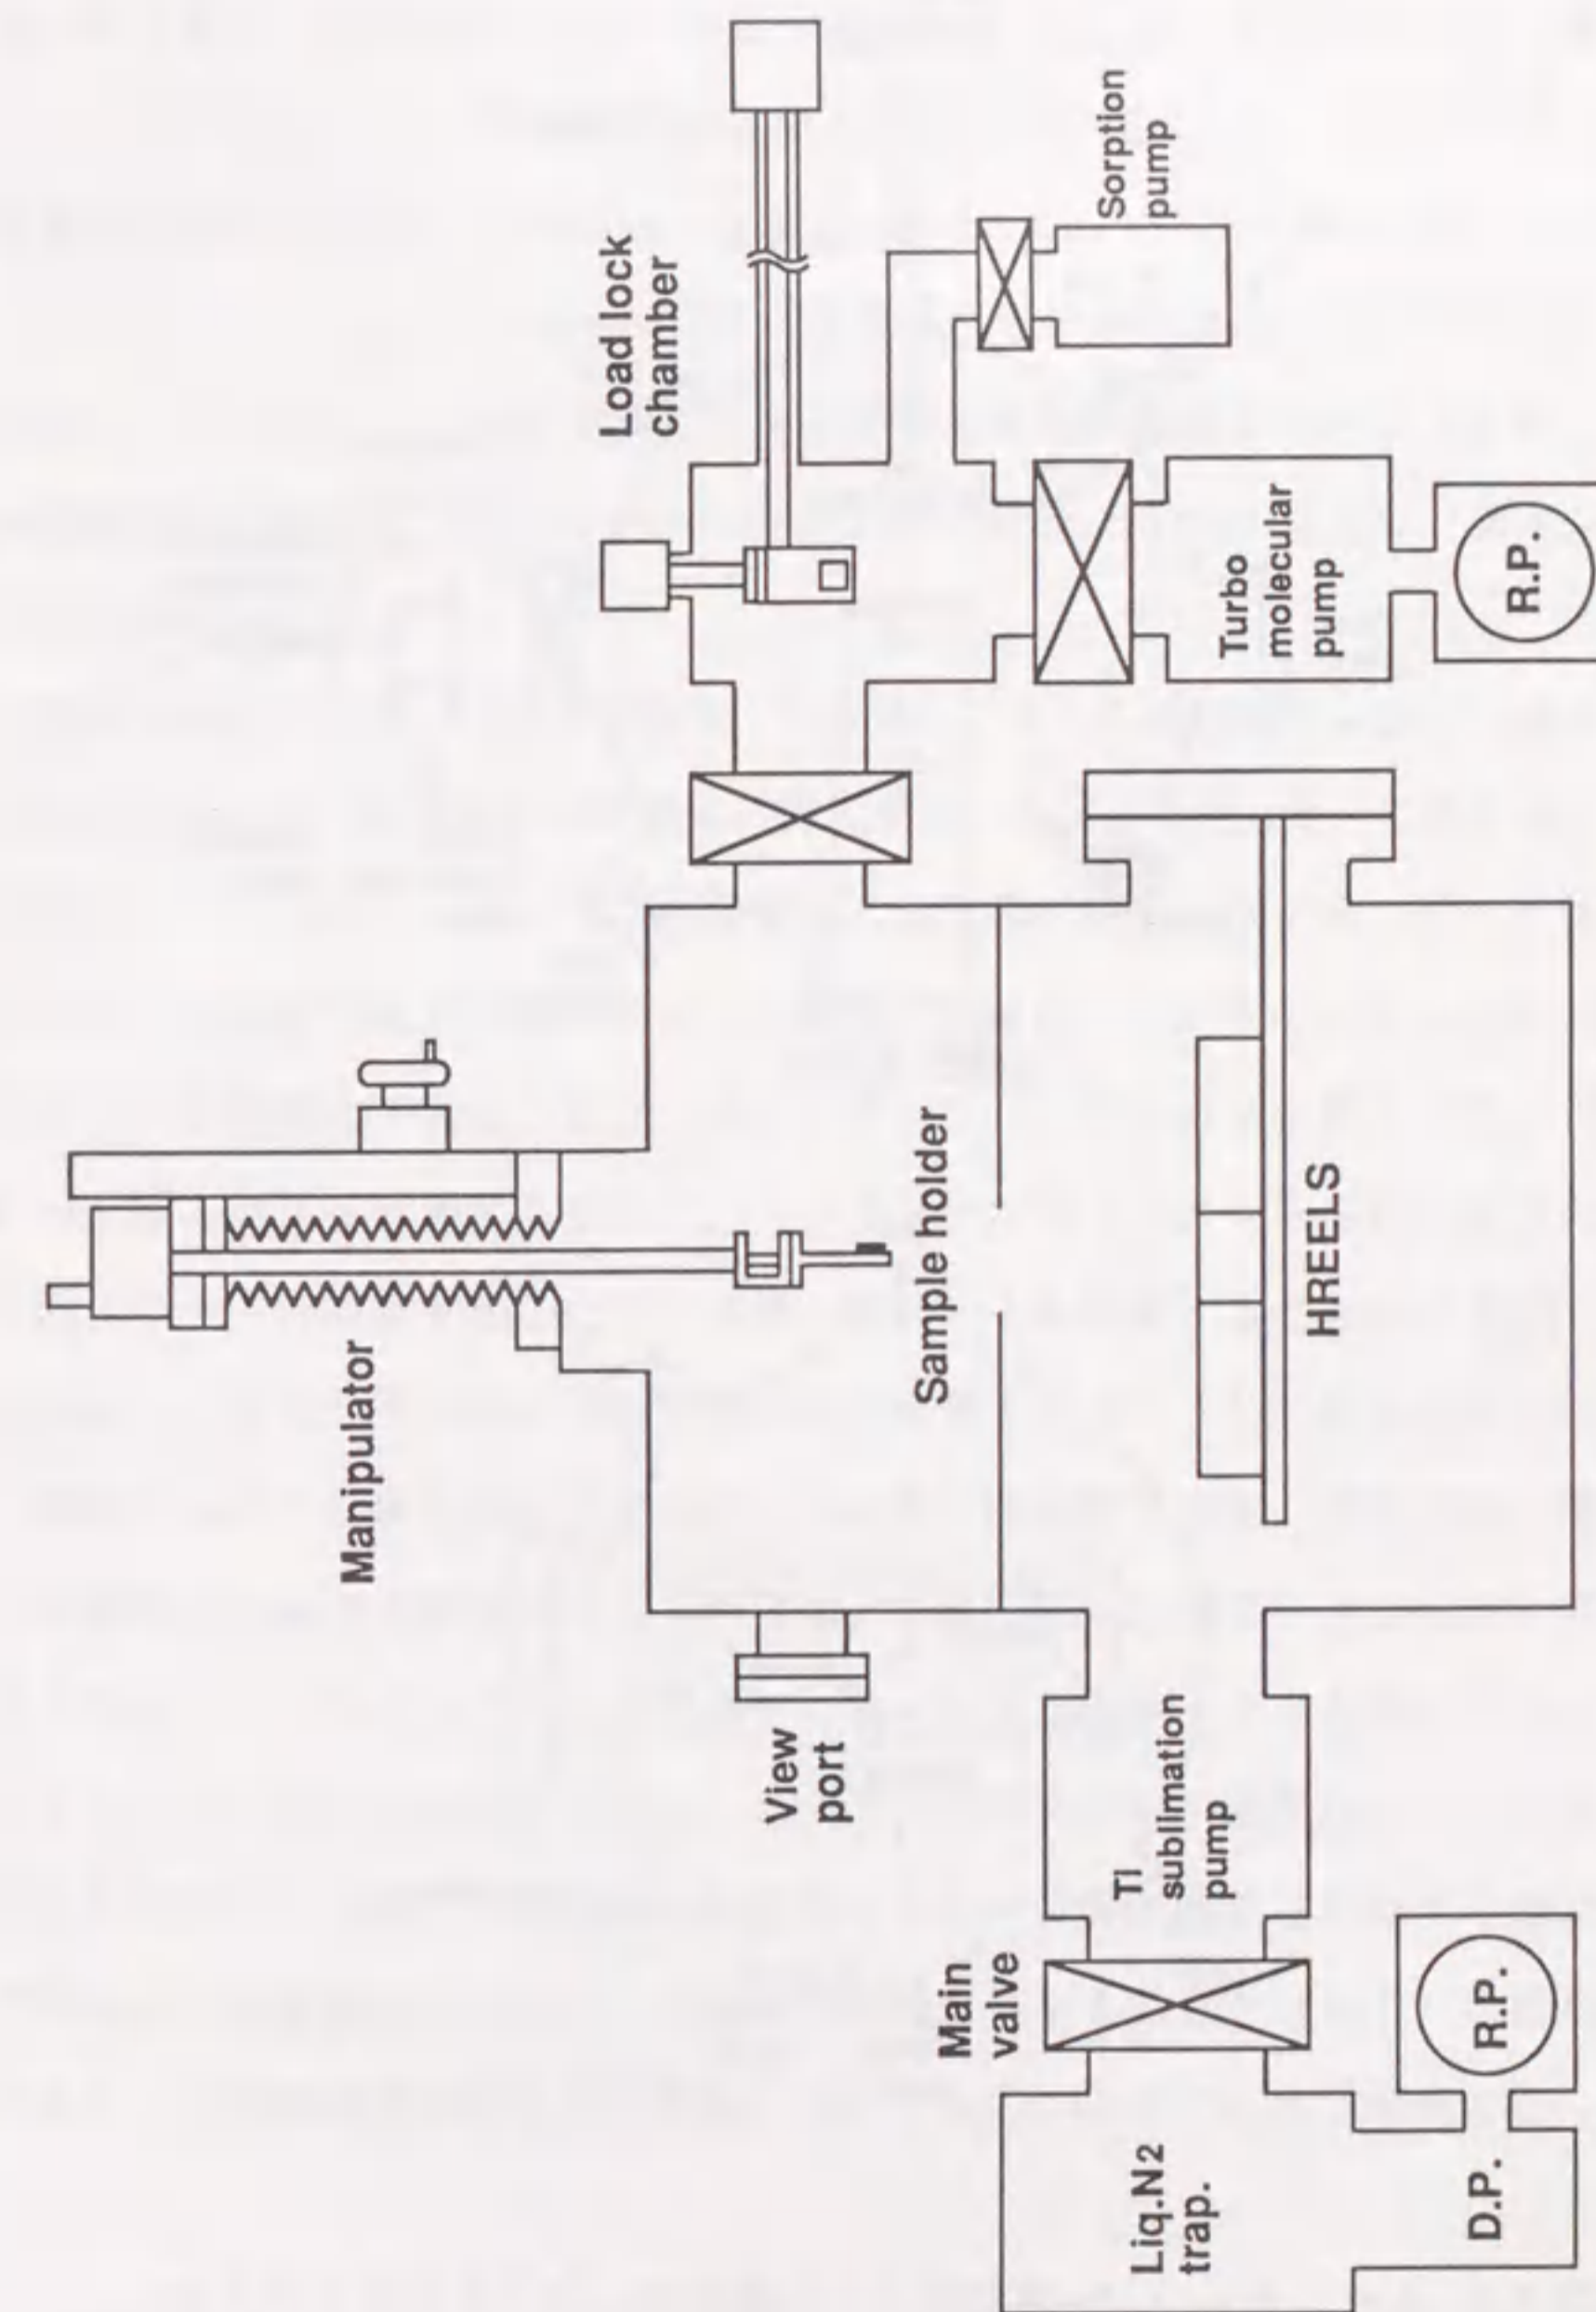 Manipulator
Load lock
chamber
Sorption
pump
View
port
Sample holder
Main
valve
Ti
sublimation
pump
Turbo
molecular
pump
HREELS
Liq.N2
trap.
D.P.
R.P.
R.P.